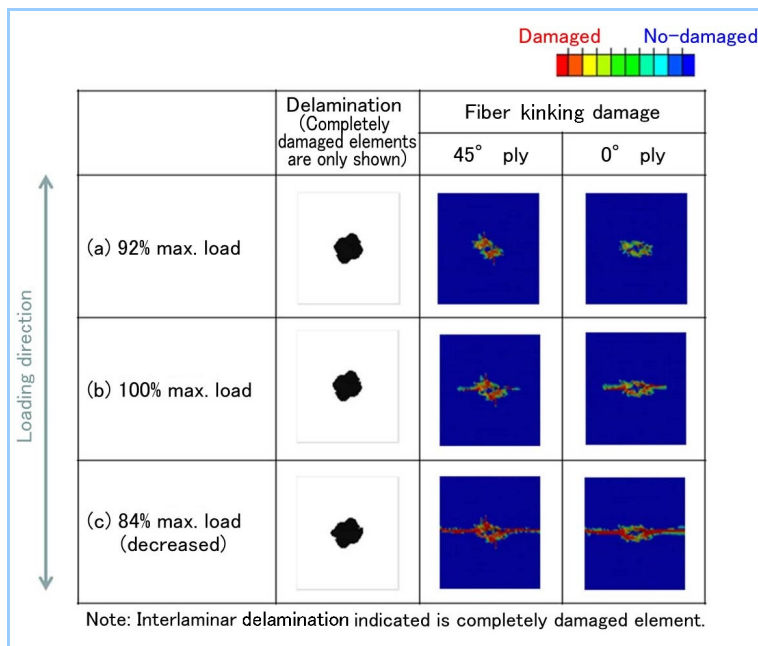 Damaged No-damaged
Delamination
(Completely
damaged elements
are only shown)
Fiber kinking damage
45° ply
0° ply
Loading direction
(a) 92% max. load
(b) 100% max. load
(c) 84% max. load
(decreased)
Note: Interlaminar delamination indicated is completely damaged element.